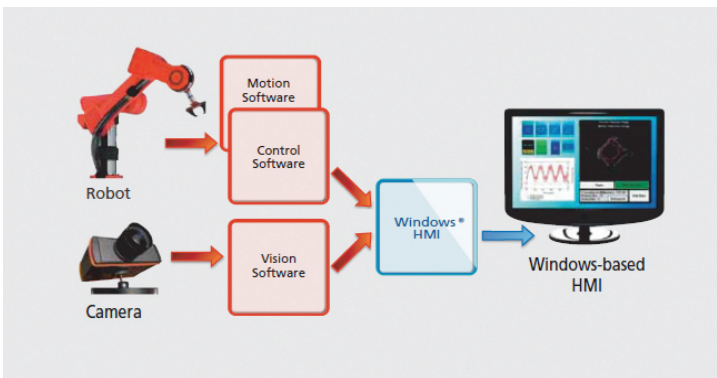 Motion
Software
Control
Software
Robot
Windows®
HMI
Vision
Software
Camera
Windows-based
HMI